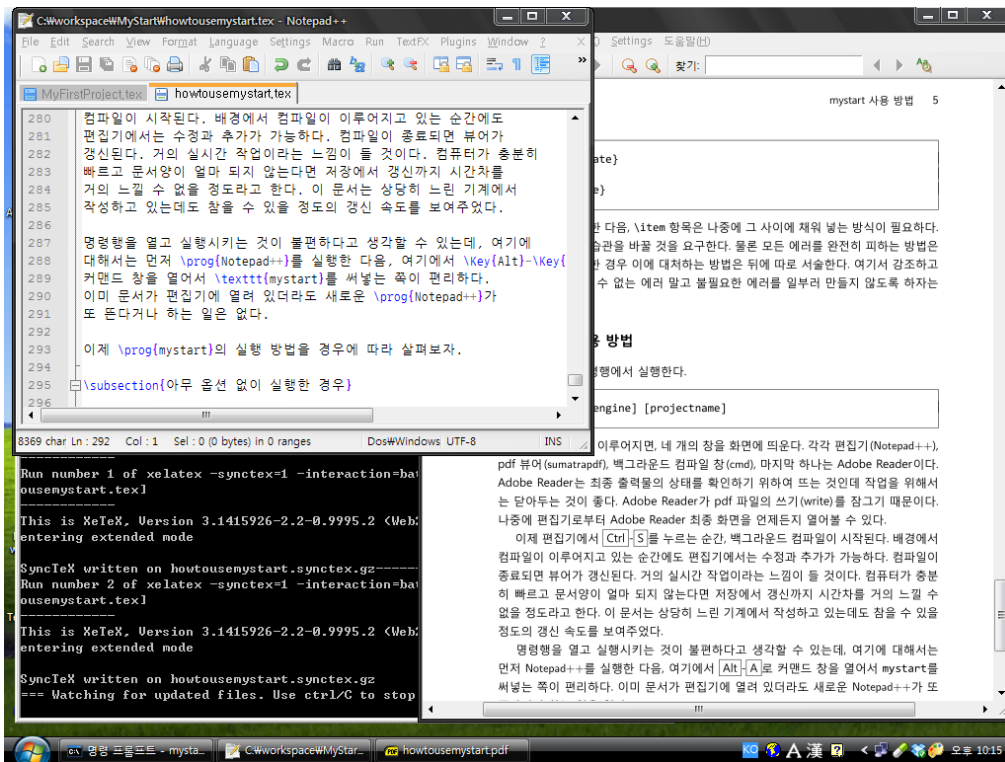 C:₩workspace₩MyStart₩howtousemystart.tex - Notepad++
File Edit Search View Format Language Settings Macro Run TextFX Plugins Window ? X
MyFirstProject.tex howtousemystart.tex
280 컴파일이 시작된다. 배경에서 컴파일이 이루어지고 있는 순간에도
281 편집기에서는 수정과 추가가 가능하다. 컴파일이 종료되면 뷰어가
282 갱신된다. 거의 실시간 작업이라는 느낌이 들 것이다. 컴퓨터가 충분히
283 빠르고 문서양이 얼마 되지 않는다면 저장에서 갱신까지 시간차를
284 거의 느낄 수 없을 정도라고 한다. 이 문서는 상당히 느린 기계에서
285 작성하고 있는데도 참을 수 있을 정도의 갱신 속도를 보여주었다.
286
287 명령행을 열고 실행시키는 것이 불편하다고 생각할 수 있는데, 여기에
288 대해서는 먼저 \prog{Notepad++}를 실행한 다음, 여기에서 \Key{Alt}-\Key{
289 커맨드 창을 열어서 \texttt{mystart}를 써넣는 쪽이 편리하다.
290 이미 문서가 편집기에 열려 있더라도 새로운 \prog{Notepad++}가
291 또 뜬다거나 하는 일은 없다.
292
293 이제 \prog{mystart}의 실행 방법을 경우에 따라 살펴보자.
294
295 \subsection{아무 옵션 없이 실행한 경우}
296
8369 char Ln : 292 Col : 1 Sel : 0 (0 bytes) in 0 ranges Dos₩Windows UTF-8 INS
Run number 1 of xelatex -synctex=1 -interaction=bat
ousemystart.tex]
------------
This is XeTeX, Version 3.1415926-2.2-0.9995.2 (Web2
entering extended mode
SyncTeX written on howtousemystart.synctex.gz------
Run number 2 of xelatex -synctex=1 -interaction=bat
ousemystart.tex]
------------
This is XeTeX, Version 3.1415926-2.2-0.9995.2 (Web2
entering extended mode
SyncTeX written on howtousemystart.synctex.gz
=== Watching for updated files. Use ctrl/C to stop
Settings 도움말(H)
찾기:
mystart 사용 방법 5
ate}
e}
한 다음, \item 항목은 나중에 그 사이에 채워 넣는 방식이 필요하다.
습관을 바꿀 것을 요구한다. 물론 모든 에러를 완전히 피하는 방법은
한 경우 이에 대처하는 방법은 뒤에 따로 서술한다. 여기서 강조하고
수 없는 에러 말고 불필요한 에러를 일부러 만들지 않도록 하자는
용 방법
령행에서 실행한다.
engine] [projectname]
이루어지면, 네 개의 창을 화면에 띄운다. 각각 편집기(Notepad++),
pdf 뷰어(sumatrapdf), 백그라운드 컴파일 창(cmd), 마지막 하나는 Adobe Reader이다.
Adobe Reader는 최종 출력물의 상태를 확인하기 위하여 뜨는 것인데 작업을 위해서
는 닫아두는 것이 좋다. Adobe Reader가 pdf 파일의 쓰기(write)를 잠그기 때문이다.
나중에 편집기로부터 Adobe Reader 최종 화면을 언제든지 열어볼 수 있다.
이제 편집기에서 Ctrl-S를 누르는 순간, 백그라운드 컴파일이 시작된다. 배경에서
컴파일이 이루어지고 있는 순간에도 편집기에서는 수정과 추가가 가능하다. 컴파일이
종료되면 뷰어가 갱신된다. 거의 실시간 작업이라는 느낌이 들 것이다. 컴퓨터가 충분
히 빠르고 문서양이 얼마 되지 않는다면 저장에서 갱신까지 시간차를 거의 느낄 수
없을 정도라고 한다. 이 문서는 상당히 느린 기계에서 작성하고 있는데도 참을 수 있을
정도의 갱신 속도를 보여주었다.
명령행을 열고 실행시키는 것이 불편하다고 생각할 수 있는데, 여기에 대해서는
먼저 Notepad++를 실행한 다음, 여기에서 Alt-A로 커맨드 창을 열어서 mystart를
써넣는 쪽이 편리하다. 이미 문서가 편집기에 열려 있더라도 새로운 Notepad++가 또
명령 프롬프트 - mysta... C:₩workspace₩MyStar... howtousemystart.pdf KO A 漢 오후 10:15